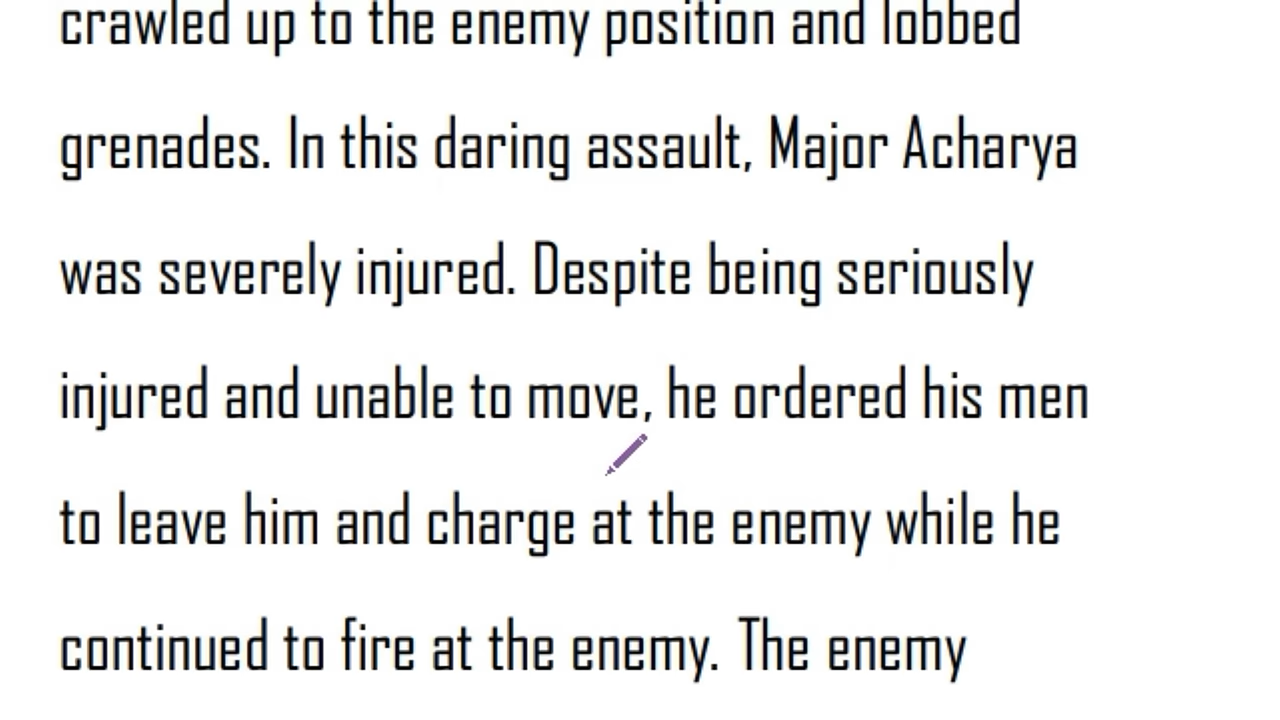 crawled up to the enemy position and lobbed
grenades. In this daring assault, Major Acharya
was severely injured. Despite being seriously
injured and unable to move, he ordered his men
to leave him and charge at the enemy while he
continued to fire at the enemy. The enemy